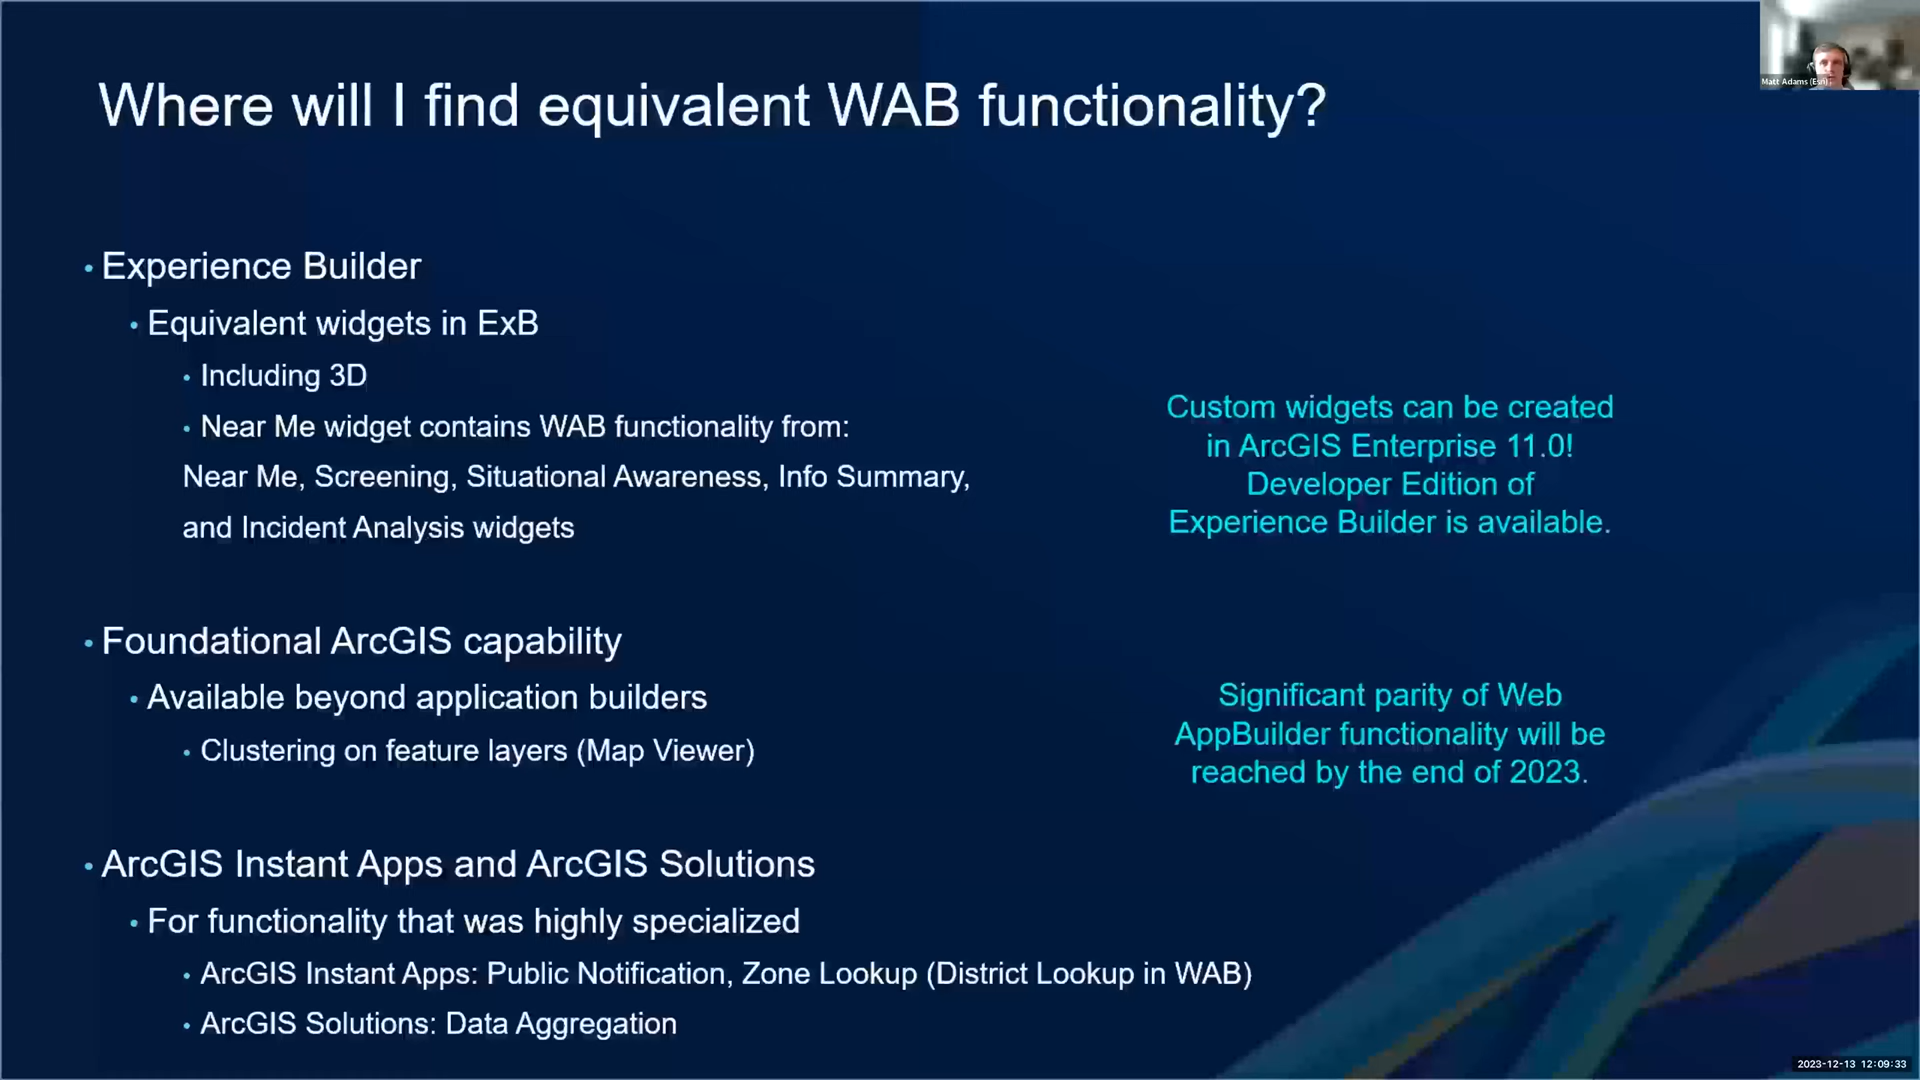 Where will I find equivalent WAB functionality?
Matt Adams (Esri)
• Experience Builder
• Equivalent widgets in ExB
• Including 3D
• Near Me widget contains WAB functionality from:
Near Me, Screening, Situational Awareness, Info Summary,
and Incident Analysis widgets
Custom widgets can be created
in ArcGIS Enterprise 11.0!
Developer Edition of
Experience Builder is available.
• Foundational ArcGIS capability
• Available beyond application builders
• Clustering on feature layers (Map Viewer)
Significant parity of Web
AppBuilder functionality will be
reached by the end of 2023.
• ArcGIS Instant Apps and ArcGIS Solutions
• For functionality that was highly specialized
• ArcGIS Instant Apps: Public Notification, Zone Lookup (District Lookup in WAB)
• ArcGIS Solutions: Data Aggregation
2023-12-13 12:09:33